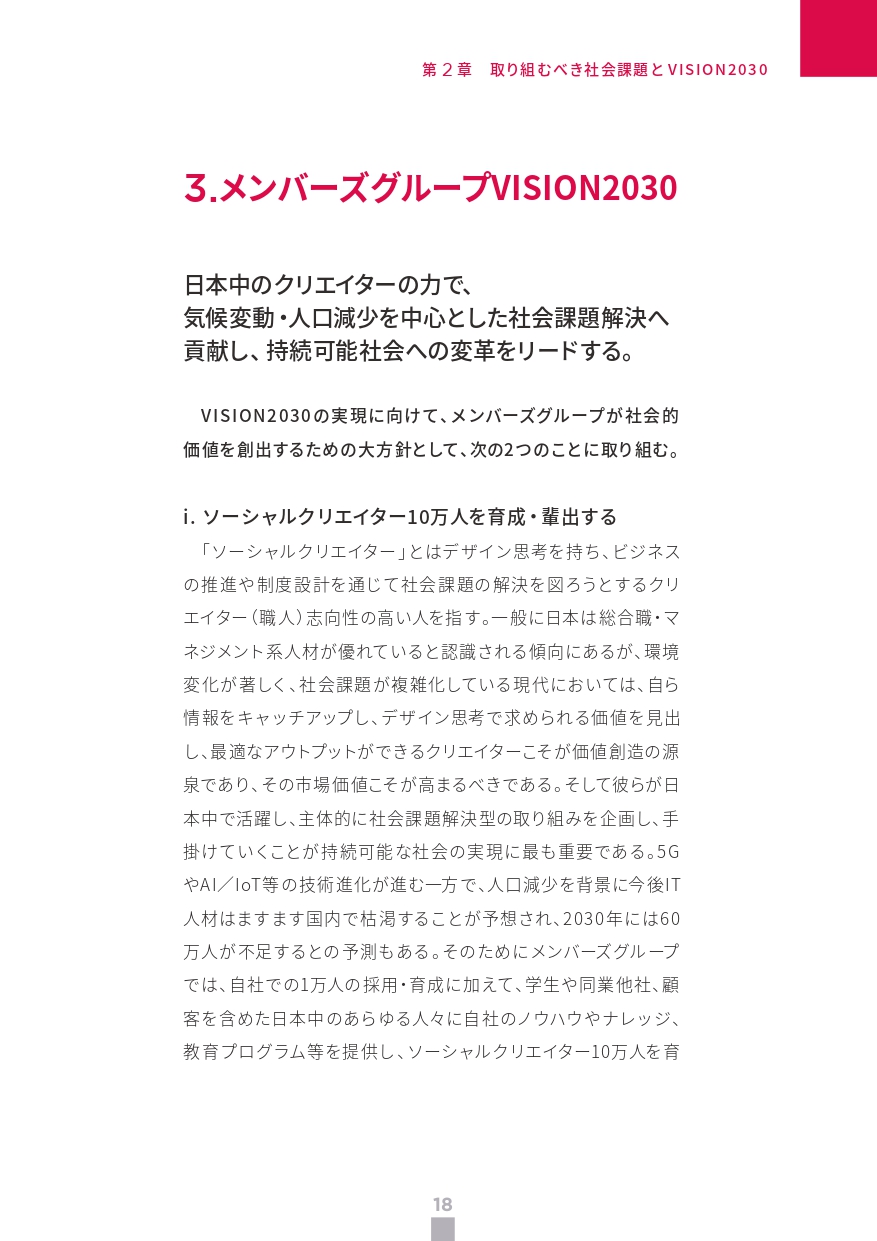 第２章　取り組むべき社会課題とVISION2030
3.メンバーズグループVISION2030
日本中のクリエイターの力で、
気候変動・人口減少を中心とした社会課題解決へ
貢献し、持続可能社会への変革をリードする。
VISION2030の実現に向けて、メンバーズグループが社会的
価値を創出するための大方針として、次の2つのことに取り組む。
i. ソーシャルクリエイター10万人を育成・輩出する
「ソーシャルクリエイター」とはデザイン思考を持ち、ビジネス
の推進や制度設計を通じて社会課題の解決を図ろうとするクリ
エイター（職人）志向性の高い人を指す。一般に日本は総合職・マ
ネジメント系人材が優れていると認識される傾向にあるが、環境
変化が著しく、社会課題が複雑化している現代においては、自ら
情報をキャッチアップし、デザイン思考で求められる価値を見出
し、最適なアウトプットができるクリエイターこそが価値創造の源
泉であり、その市場価値こそが高まるべきである。そして彼らが日
本中で活躍し、主体的に社会課題解決型の取り組みを企画し、手
掛けていくことが持続可能な社会の実現に最も重要である。5G
やAI／IoT等の技術進化が進む一方で、人口減少を背景に今後IT
人材はますます国内で枯渇することが予想され、2030年には60
万人が不足するとの予測もある。そのためにメンバーズグループ
では、自社での1万人の採用・育成に加えて、学生や同業他社、顧
客を含めた日本中のあらゆる人々に自社のノウハウやナレッジ、
教育プログラム等を提供し、ソーシャルクリエイター10万人を育
18